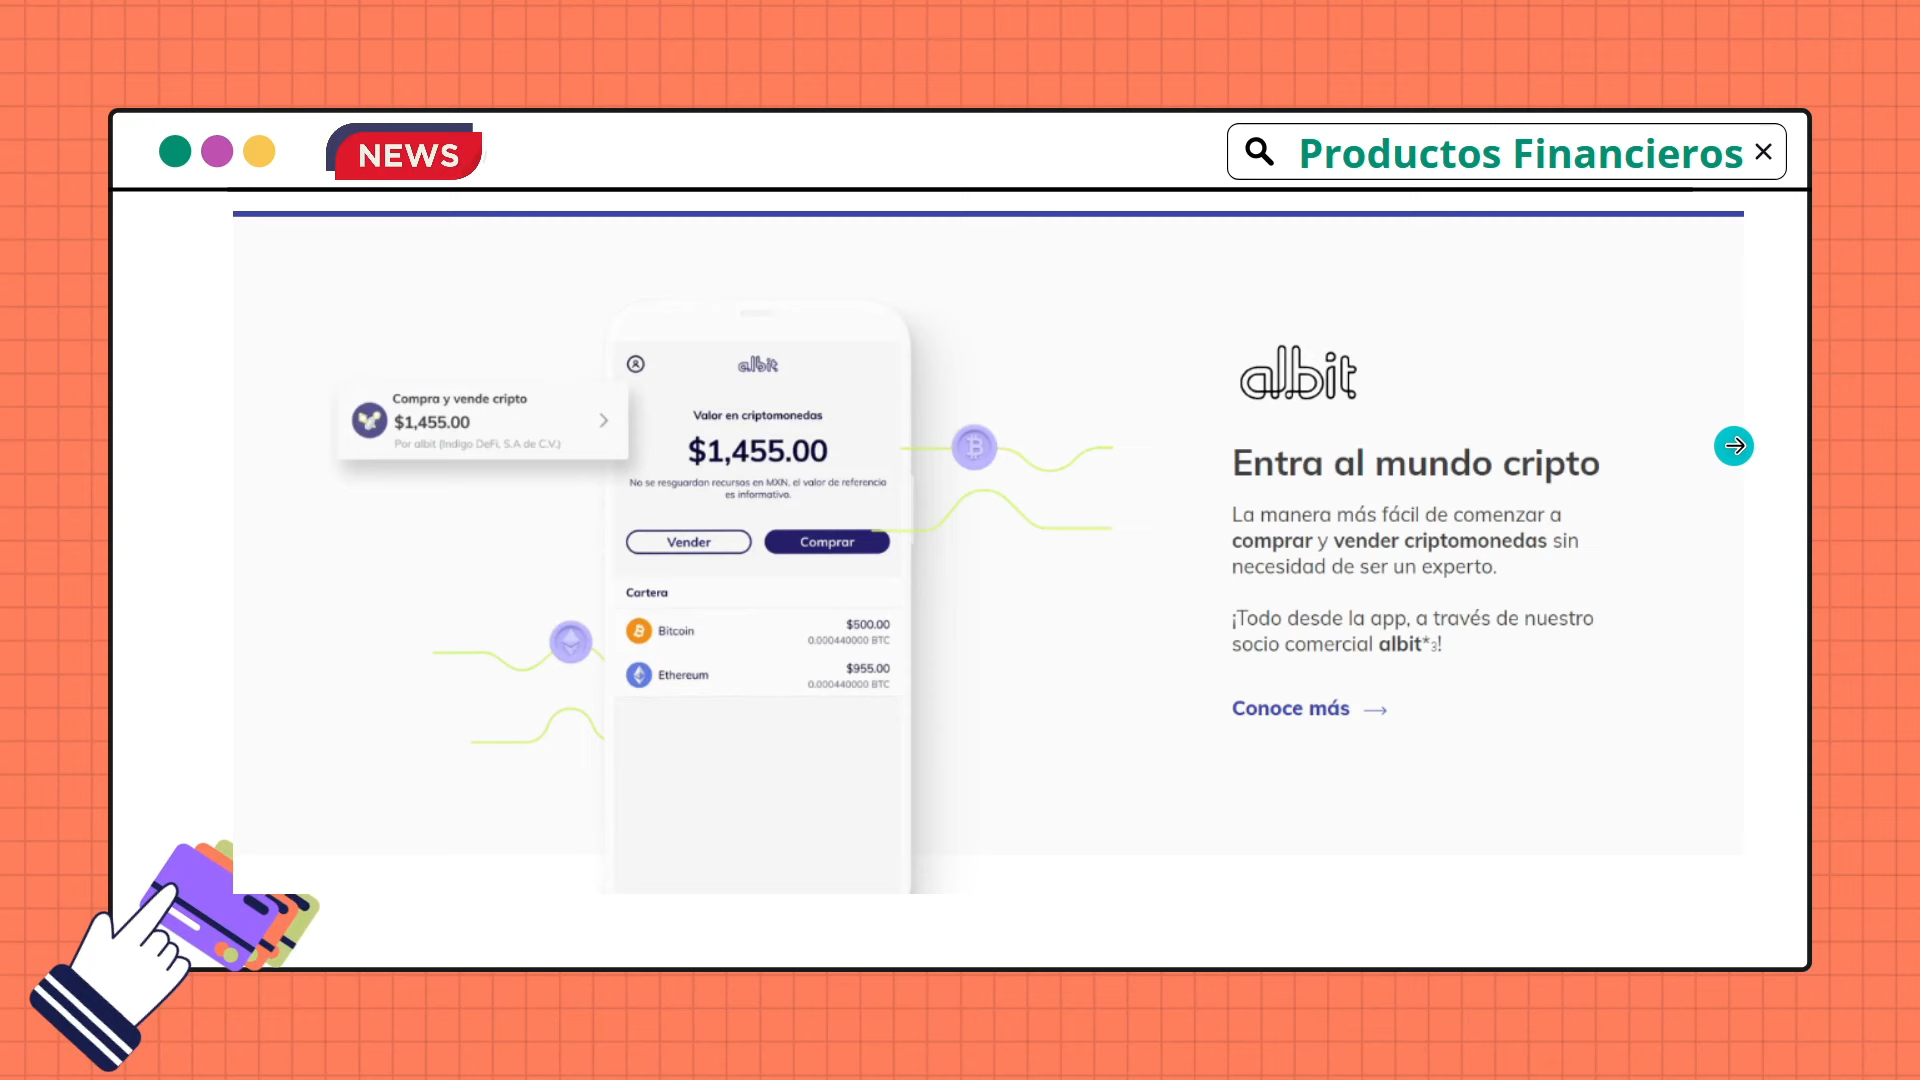 NEWS
Productos Financieros
albit
Compra y vende cripto
$1,455.00
Por albit (Indigo DeFi, S.A de C.V.)
Valor en criptomonedas
$1,455.00
No se resguardan recursos en MXN, el valor de referencia
es informativo.
Vender
Comprar
Cartera
Bitcoin
$500.00
0.000440000 BTC
Ethereum
$955.00
0.000440000 BTC
albit
Entra al mundo cripto
La manera más fácil de comenzar a
comprar y vender criptomonedas sin
necesidad de ser un experto.
¡Todo desde la app, a través de nuestro
socio comercial albit*3!
Conoce más